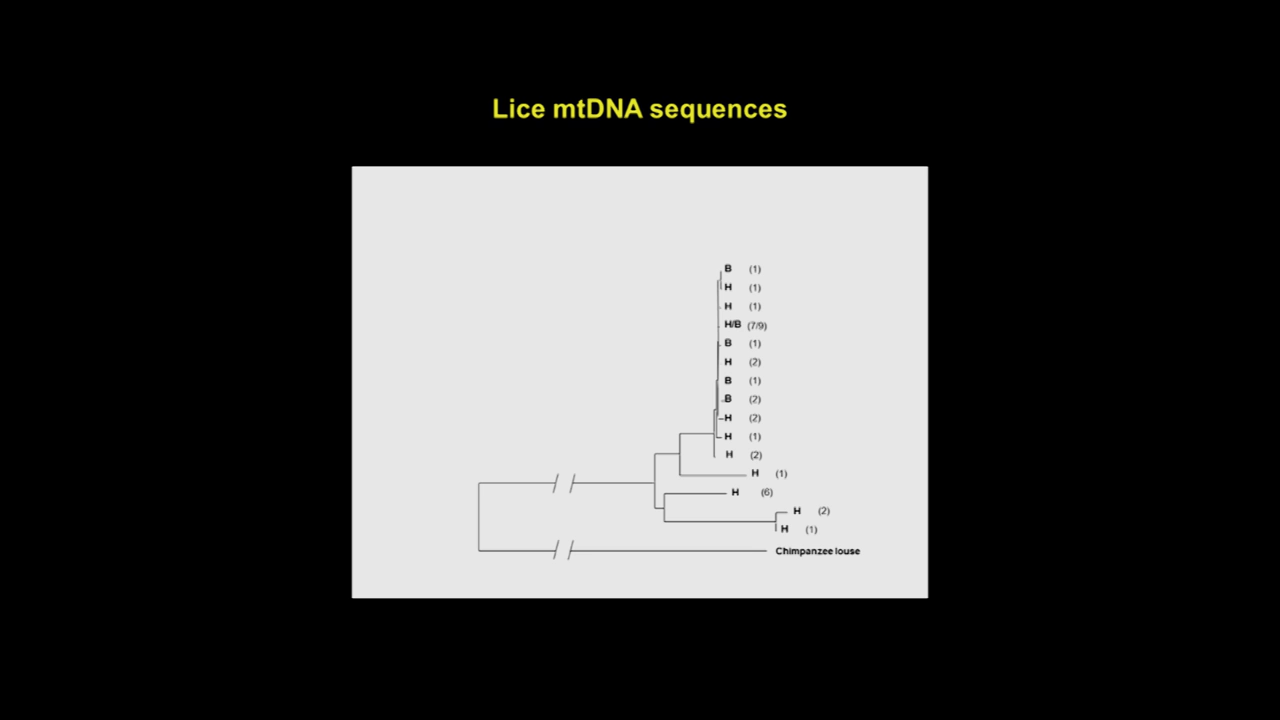 Lice mtDNA sequences
B (1)
H (1)
H (1)
H/B (7/9)
B (1)
H (2)
B (1)
B (2)
H (2)
H (1)
H (2)
H (1)
H (6)
H (2)
H (1)
Chimpanzee louse